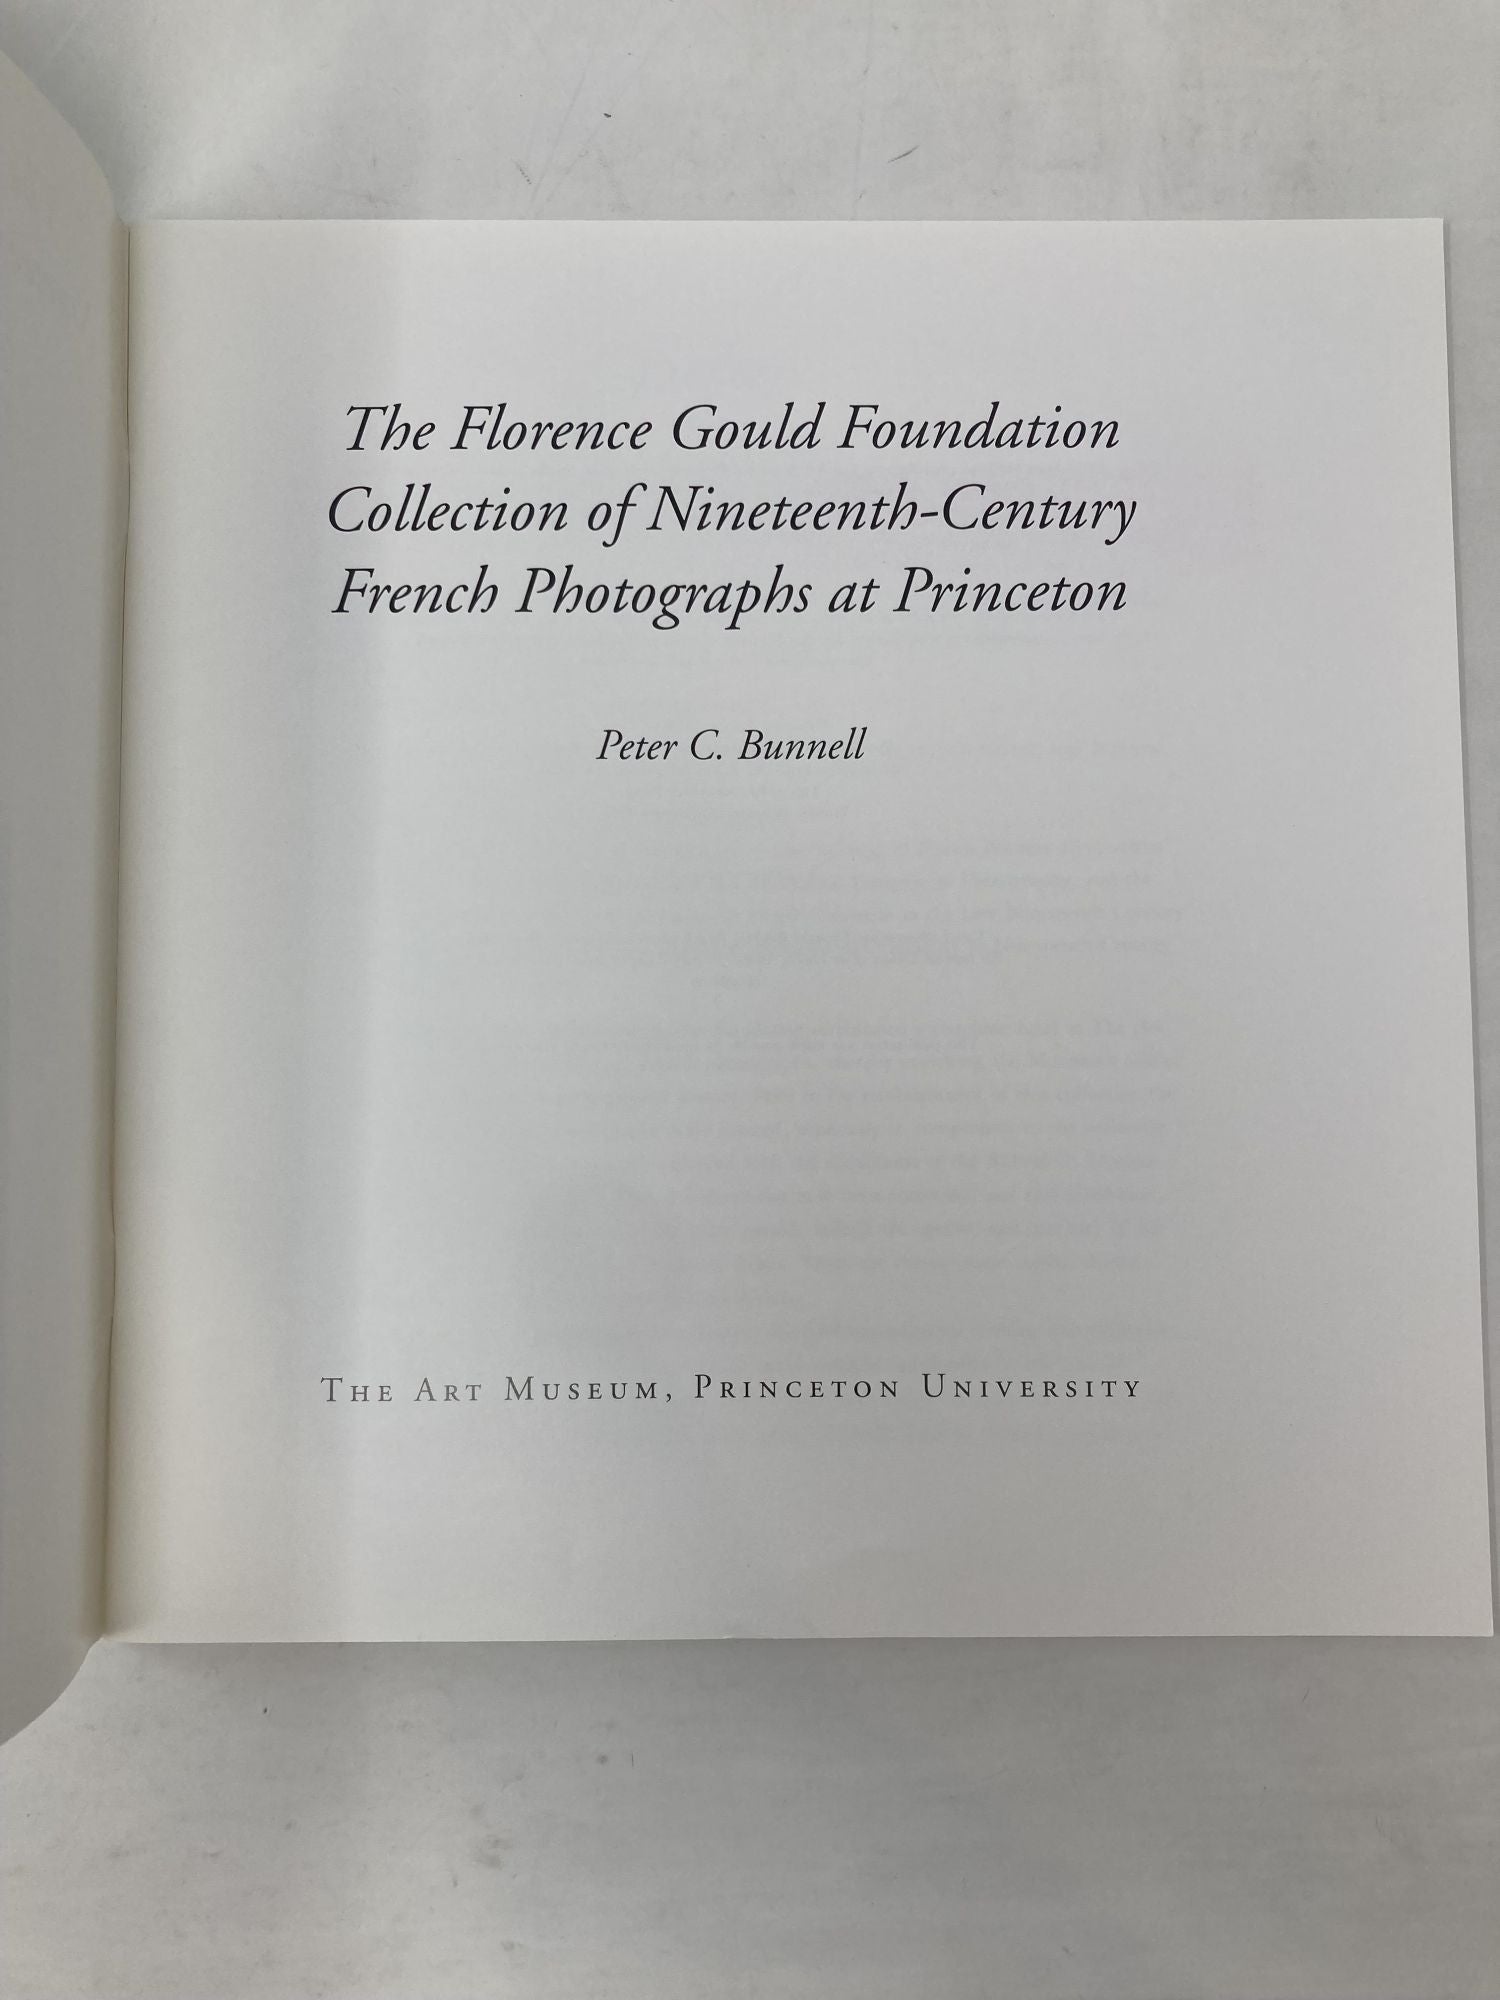 The Florence Gould Foundation
Collection of Nineteenth-Century
French Photographs at Princeton
Peter C. Bunnell
The Art Museum, Princeton University